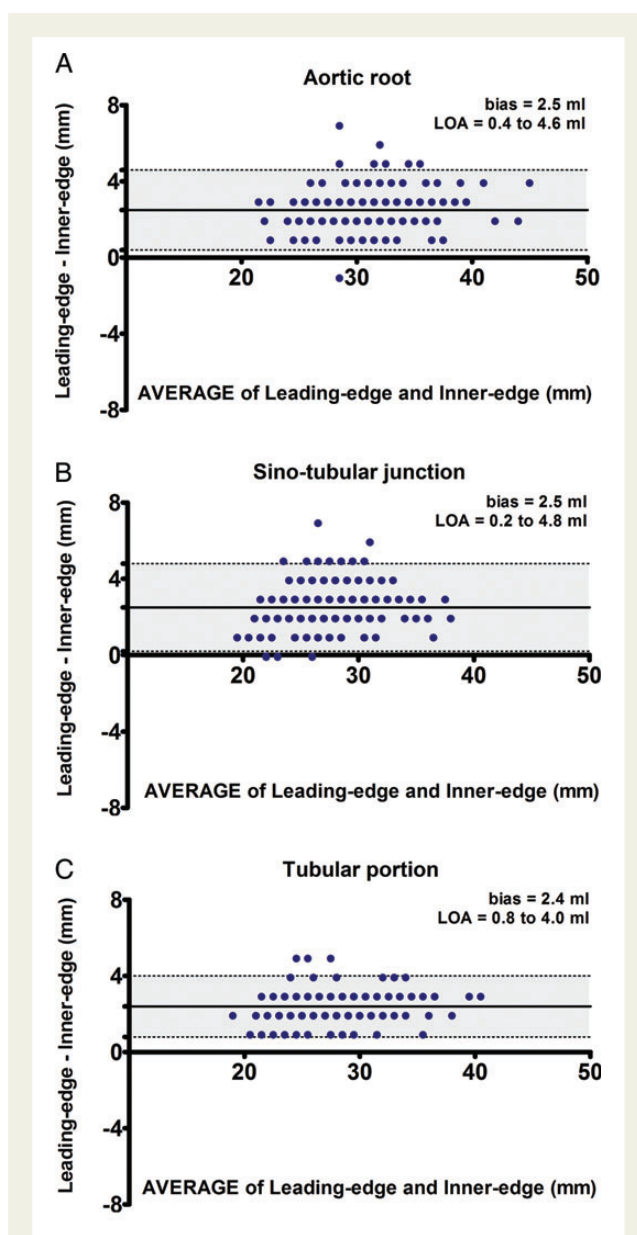 A
Aortic root
bias = 2.5 ml
LOA = 0.4 to 4.6 ml
8
4
0
-4
-8
20 30 40 50
Leading-edge - Inner-edge (mm)
AVERAGE of Leading-edge and Inner-edge (mm)
B
Sino-tubular junction
bias = 2.5 ml
LOA = 0.2 to 4.8 ml
8
4
0
-4
-8
20 30 40 50
Leading-edge - Inner-edge (mm)
AVERAGE of Leading-edge and Inner-edge (mm)
C
Tubular portion
bias = 2.4 ml
LOA = 0.8 to 4.0 ml
8
4
0
-4
-8
20 30 40 50
Leading-edge - Inner-edge (mm)
AVERAGE of Leading-edge and Inner-edge (mm)